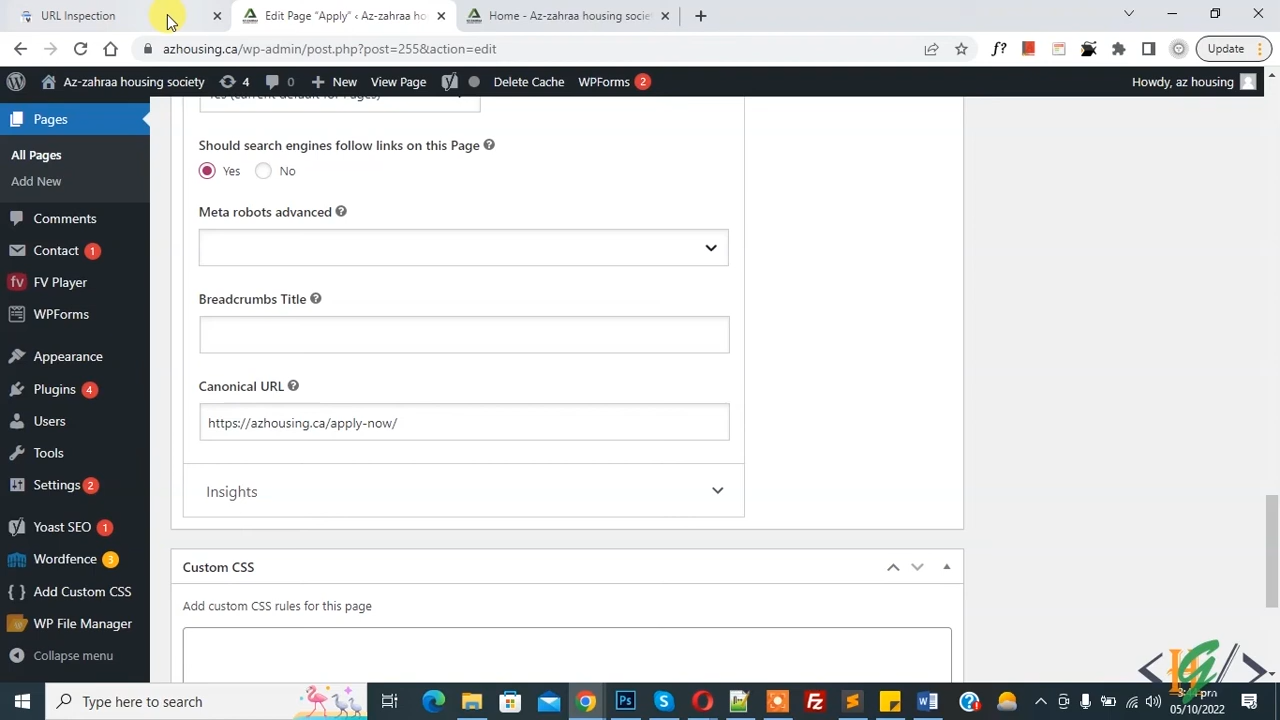 URL Inspection
Edit Page “Apply” ‹ Az-zahraa ho
Home - Az-zahraa housing societ
azhousing.ca/wp-admin/post.php?post=255&action=edit
f?
Update
Az-zahraa housing society
4
0
New
View Page
Delete Cache
WPForms
2
Howdy, az housing
Pages
All Pages
Add New
Comments
Contact 1
fv FV Player
WPForms
Appearance
Plugins 4
Users
Tools
Settings 2
Yoast SEO 1
Wordfence 3
{ } Add Custom CSS
WP File Manager
Collapse menu
Yes (current default for Pages)
Should search engines follow links on this Page ?
Yes
No
Meta robots advanced ?
Breadcrumbs Title ?
Canonical URL ?
https://azhousing.ca/apply-now/
Insights
Custom CSS
Add custom CSS rules for this page
Type here to search
Ps
pm
05/10/2022